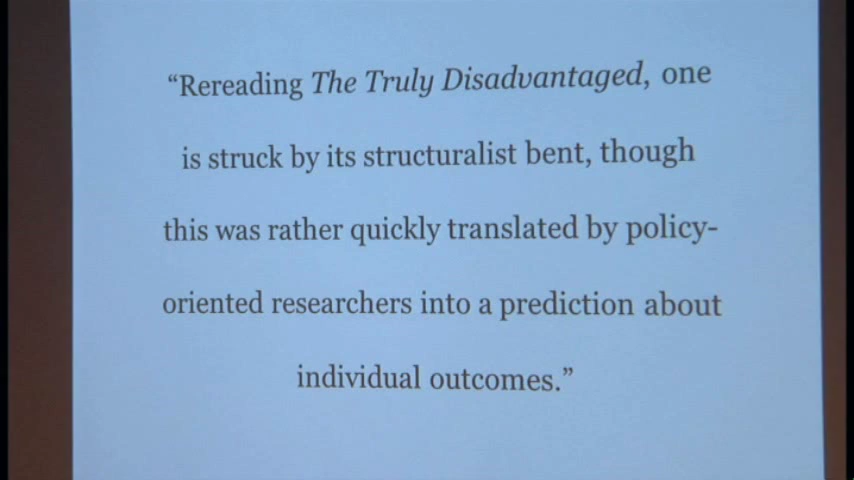 “Rereading The Truly Disadvantaged, one
is struck by its structuralist bent, though
this was rather quickly translated by policy-
oriented researchers into a prediction about
individual outcomes.”